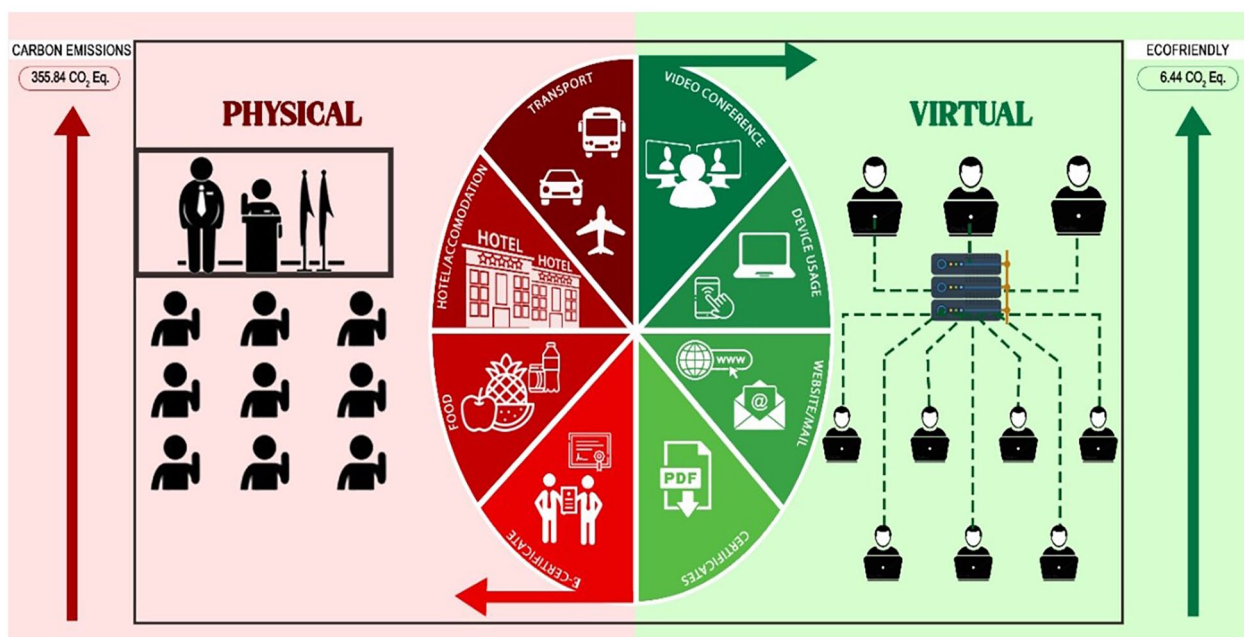 CARBON EMISSIONS
355.84 CO₂ Eq.
PHYSICAL
TRANSPORT
HOTEL/ACCOMODATION
HOTEL
HOTEL
FOOD
E-CERTIFICATE
VIDEO CONFERENCE
DEVICE USAGE
WEBSITE/MAIL
www
@
PDF
CERTIFICATES
VIRTUAL
ECOFRIENDLY
6.44 CO₂ Eq.